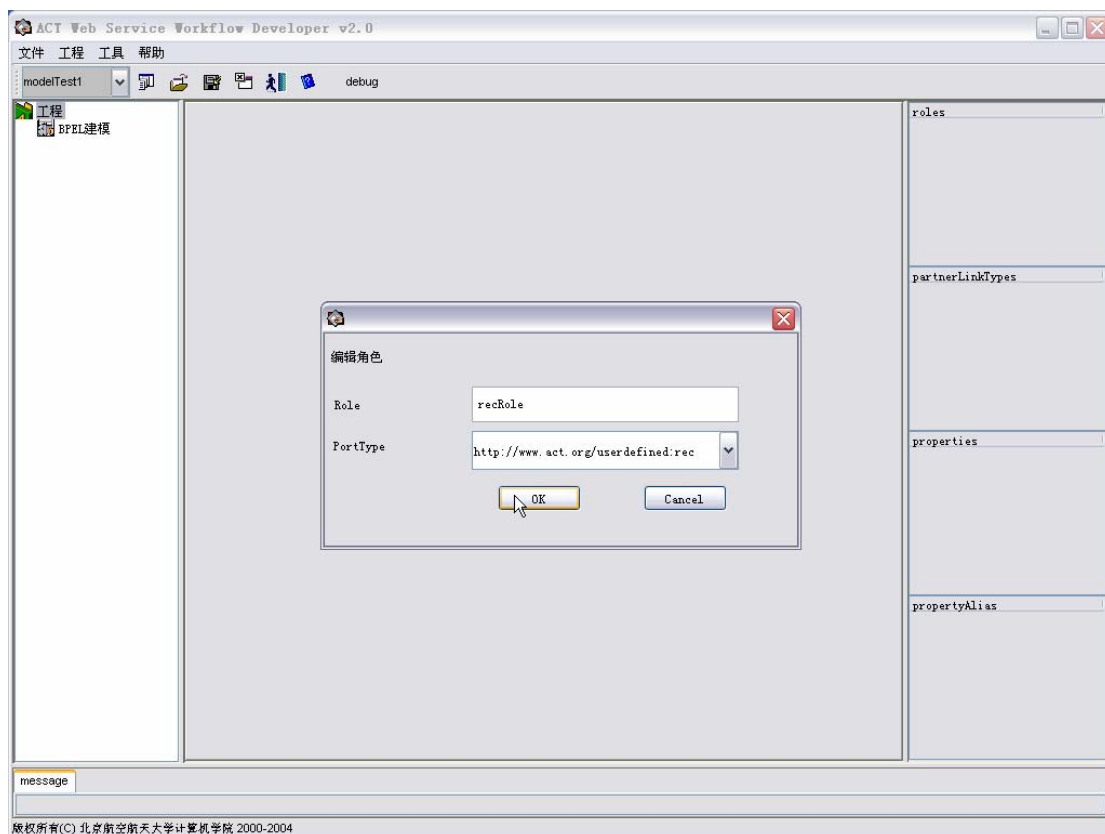 ACT Web Service Workflow Developer v2.0
文件 工程 工具 帮助
modelTest1 debug
工程
BPEL建模
roles
partnerLinkTypes
properties
propertyAlias
编辑角色
Role recRole
PortType http://www.act.org/userdefined:rec
OK Cancel
message
版权所有(C) 北京航空航天大学计算机学院 2000-2004